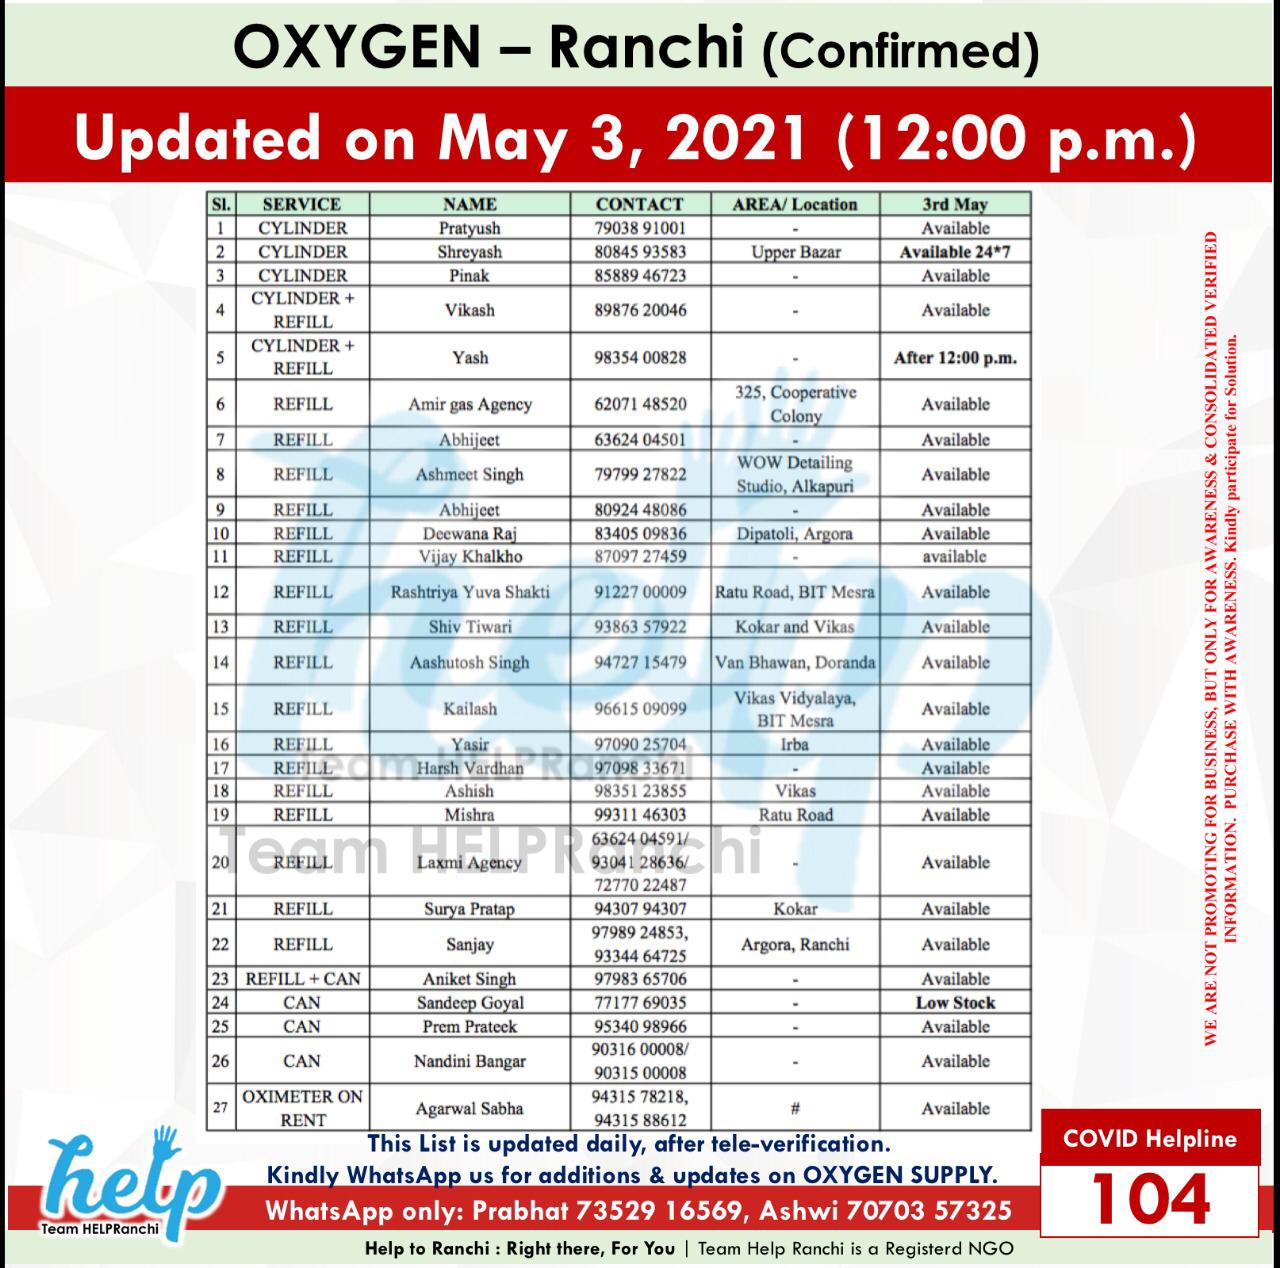 OXYGEN – Ranchi (Confirmed)
Updated on May 3, 2021 (12:00 p.m.)
Sl. SERVICE NAME CONTACT AREA/ Location 3rd May
1 CYLINDER Pratyush 79038 91001 - Available
2 CYLINDER Shreyash 80845 93583 Upper Bazar Available 24*7
3 CYLINDER Pinak 85889 46723 - Available
4 CYLINDER + REFILL Vikash 89876 20046 - Available
5 CYLINDER + REFILL Yash 98354 00828 - After 12:00 p.m.
6 REFILL Amir gas Agency 62071 48520 325, Cooperative Colony Available
7 REFILL Abhijeet 63624 04501 - Available
8 REFILL Ashmeet Singh 79799 27822 WOW Detailing Studio, Alkapuri Available
9 REFILL Abhijeet 80924 48086 - Available
10 REFILL Deewana Raj 83405 09836 Dipatoli, Argora Available
11 REFILL Vijay Khalkho 87097 27459 - available
12 REFILL Rashtriya Yuva Shakti 91227 00009 Ratu Road, BIT Mesra Available
13 REFILL Shiv Tiwari 93863 57922 Kokar and Vikas Available
14 REFILL Aashutosh Singh 94727 15479 Van Bhawan, Doranda Available
15 REFILL Kailash 96615 09099 Vikas Vidyalaya, BIT Mesra Available
16 REFILL Yasir 97090 25704 Irba Available
17 REFILL Harsh Vardhan 97098 33671 - Available
18 REFILL Ashish 98351 23855 Vikas Available
19 REFILL Mishra 99311 46303 Ratu Road Available
20 REFILL Laxmi Agency 63624 04591/ 93041 28636/ 72770 22487 - Available
21 REFILL Surya Pratap 94307 94307 Kokar Available
22 REFILL Sanjay 97989 24853, 93344 64725 Argora, Ranchi Available
23 REFILL + CAN Aniket Singh 97983 65706 - Available
24 CAN Sandeep Goyal 77177 69035 - Low Stock
25 CAN Prem Prateek 95340 98966 - Available
26 CAN Nandini Bangar 90316 00008/ 90315 00008 - Available
27 OXIMETER ON RENT Agarwal Sabha 94315 78218, 94315 88612 # Available
help
Team HELPRanchi
Team HELPRanchi
WE ARE NOT PROMOTING FOR BUSINESS, BUT ONLY FOR AWARENESS & CONSOLIDATED VERIFIED
INFORMATION. PURCHASE WITH AWARENESS. Kindly participate for Solution.
This List is updated daily, after tele-verification.
Kindly WhatsApp us for additions & updates on OXYGEN SUPPLY.
WhatsApp only: Prabhat 73529 16569, Ashwi 70703 57325
Help to Ranchi : Right there, For You | Team Help Ranchi is a Registerd NGO
help
Team HELPRanchi
COVID Helpline
104